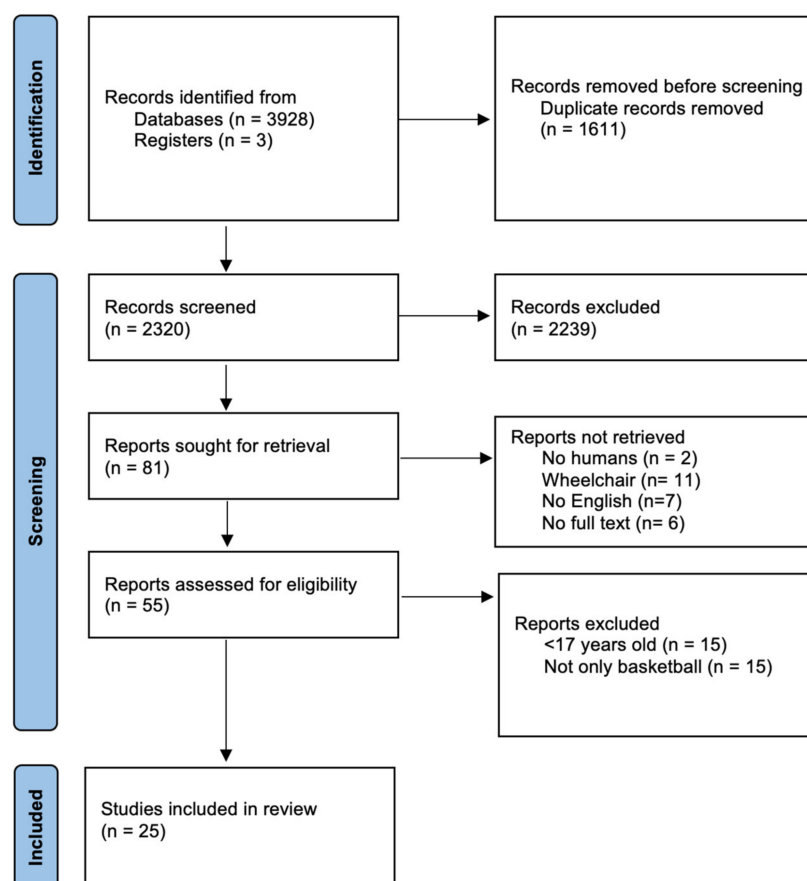 Identification
Records identified from
Databases (n = 3928)
Registers (n = 3)
Records removed before screening
Duplicate records removed
(n = 1611)
Screening
Records screened
(n = 2320)
Records excluded
(n = 2239)
Reports sought for retrieval
(n = 81)
Reports not retrieved
No humans (n = 2)
Wheelchair (n= 11)
No English (n=7)
No full text (n= 6)
Reports assessed for eligibility
(n = 55)
Reports excluded
<17 years old (n = 15)
Not only basketball (n = 15)
Included
Studies included in review
(n = 25)